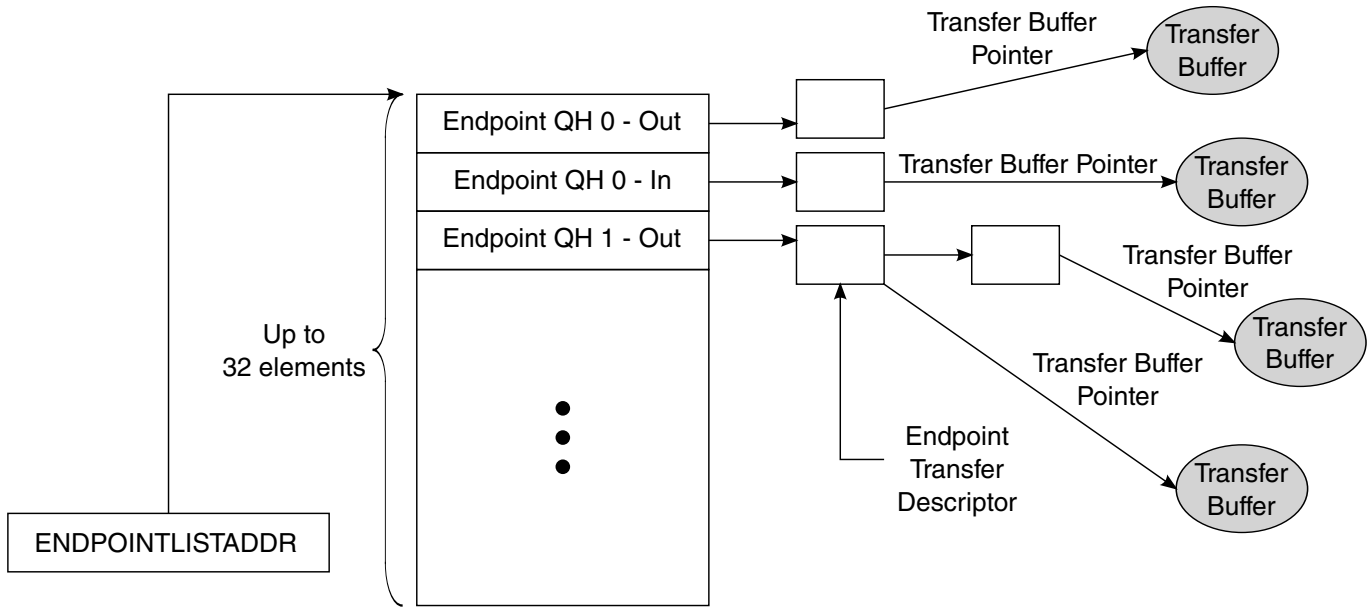 Transfer Buffer
Pointer
Transfer
Buffer
Endpoint QH 0 - Out
Endpoint QH 0 - In
Transfer Buffer Pointer
Transfer
Buffer
Endpoint QH 1 - Out
Transfer Buffer
Pointer
Up to
32 elements
Transfer
Buffer
Transfer Buffer
Pointer
Endpoint
Transfer
Descriptor
Transfer
Buffer
ENDPOINTLISTADDR